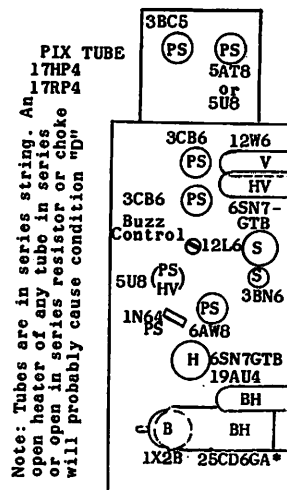 3BC5
PIX TUBE
17HP4
17RP4
PS
PS
5AT8
or
5U8
3CB6
12W6
PS
V
HV
3CB6
PS
6SN7-
GTB
Buzz
Control
12L6
S
5U8
PS
HV
S
3BN6
1N64
PS
PS
6AW8
H
6SN7GTB
19AU4
BH
B
BH
1X2B
25CD6GA*
Note: Tubes are in series string. An
open heater of any tube in series
or open in series resistor or choke
will probably cause condition "D"